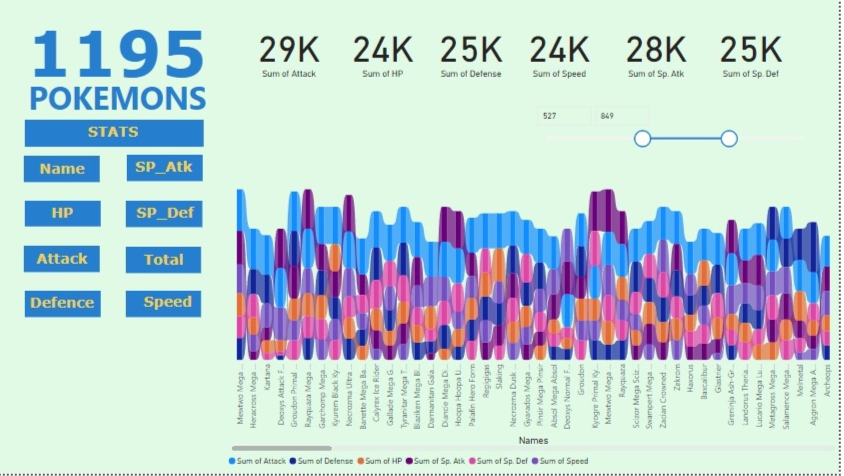 1195
POKEMONS
STATS
Name
SP_Atk
HP
SP_Def
Attack
Total
Defence
Speed
29K
Sum of Attack
24K
Sum of HP
25K
Sum of Defense
24K
Sum of Speed
28K
Sum of Sp. Atk
25K
Sum of Sp. Def
527
849
Mewtwo Mega ...
Heracross Mega ...
Kartana
Deoxys Attack F...
Groudon Primal ...
Rayquaza Mega ...
Garchomp Mega...
Kyurem Black Ky...
Necrozma Ultra...
Banette Mega Ba...
Calyrex Ice Rider
Gallade Mega G...
Tyranitar Mega T...
Blaziken Mega Bl...
Darmanitan Gala...
Diancie Mega Di...
Hoopa Hoopa U...
Palafin Hero Form
Regigigas
Slaking
Necrozma Dusk...
Gyarados Mega...
Pinsir Mega Pinsir
Absol Mega Absol
Deoxys Normal F...
Groudon
Kyogre Primal Ky...
Mewtwo Mega ...
Rayquaza
Scizor Mega Sciz...
Swampert Mega...
Zacian Crowned ...
Zekrom
Haxorus
Baxcalibur
Glastrier
Greninja Ash-Gr...
Landorus Theria...
Lucario Mega Lu...
Metagross Mega...
Salamence Mega...
Melmetal
Aggron Mega A...
Archeops
Names
Sum of Attack Sum of Defense Sum of HP Sum of Sp. Atk Sum of Sp. Def Sum of Speed